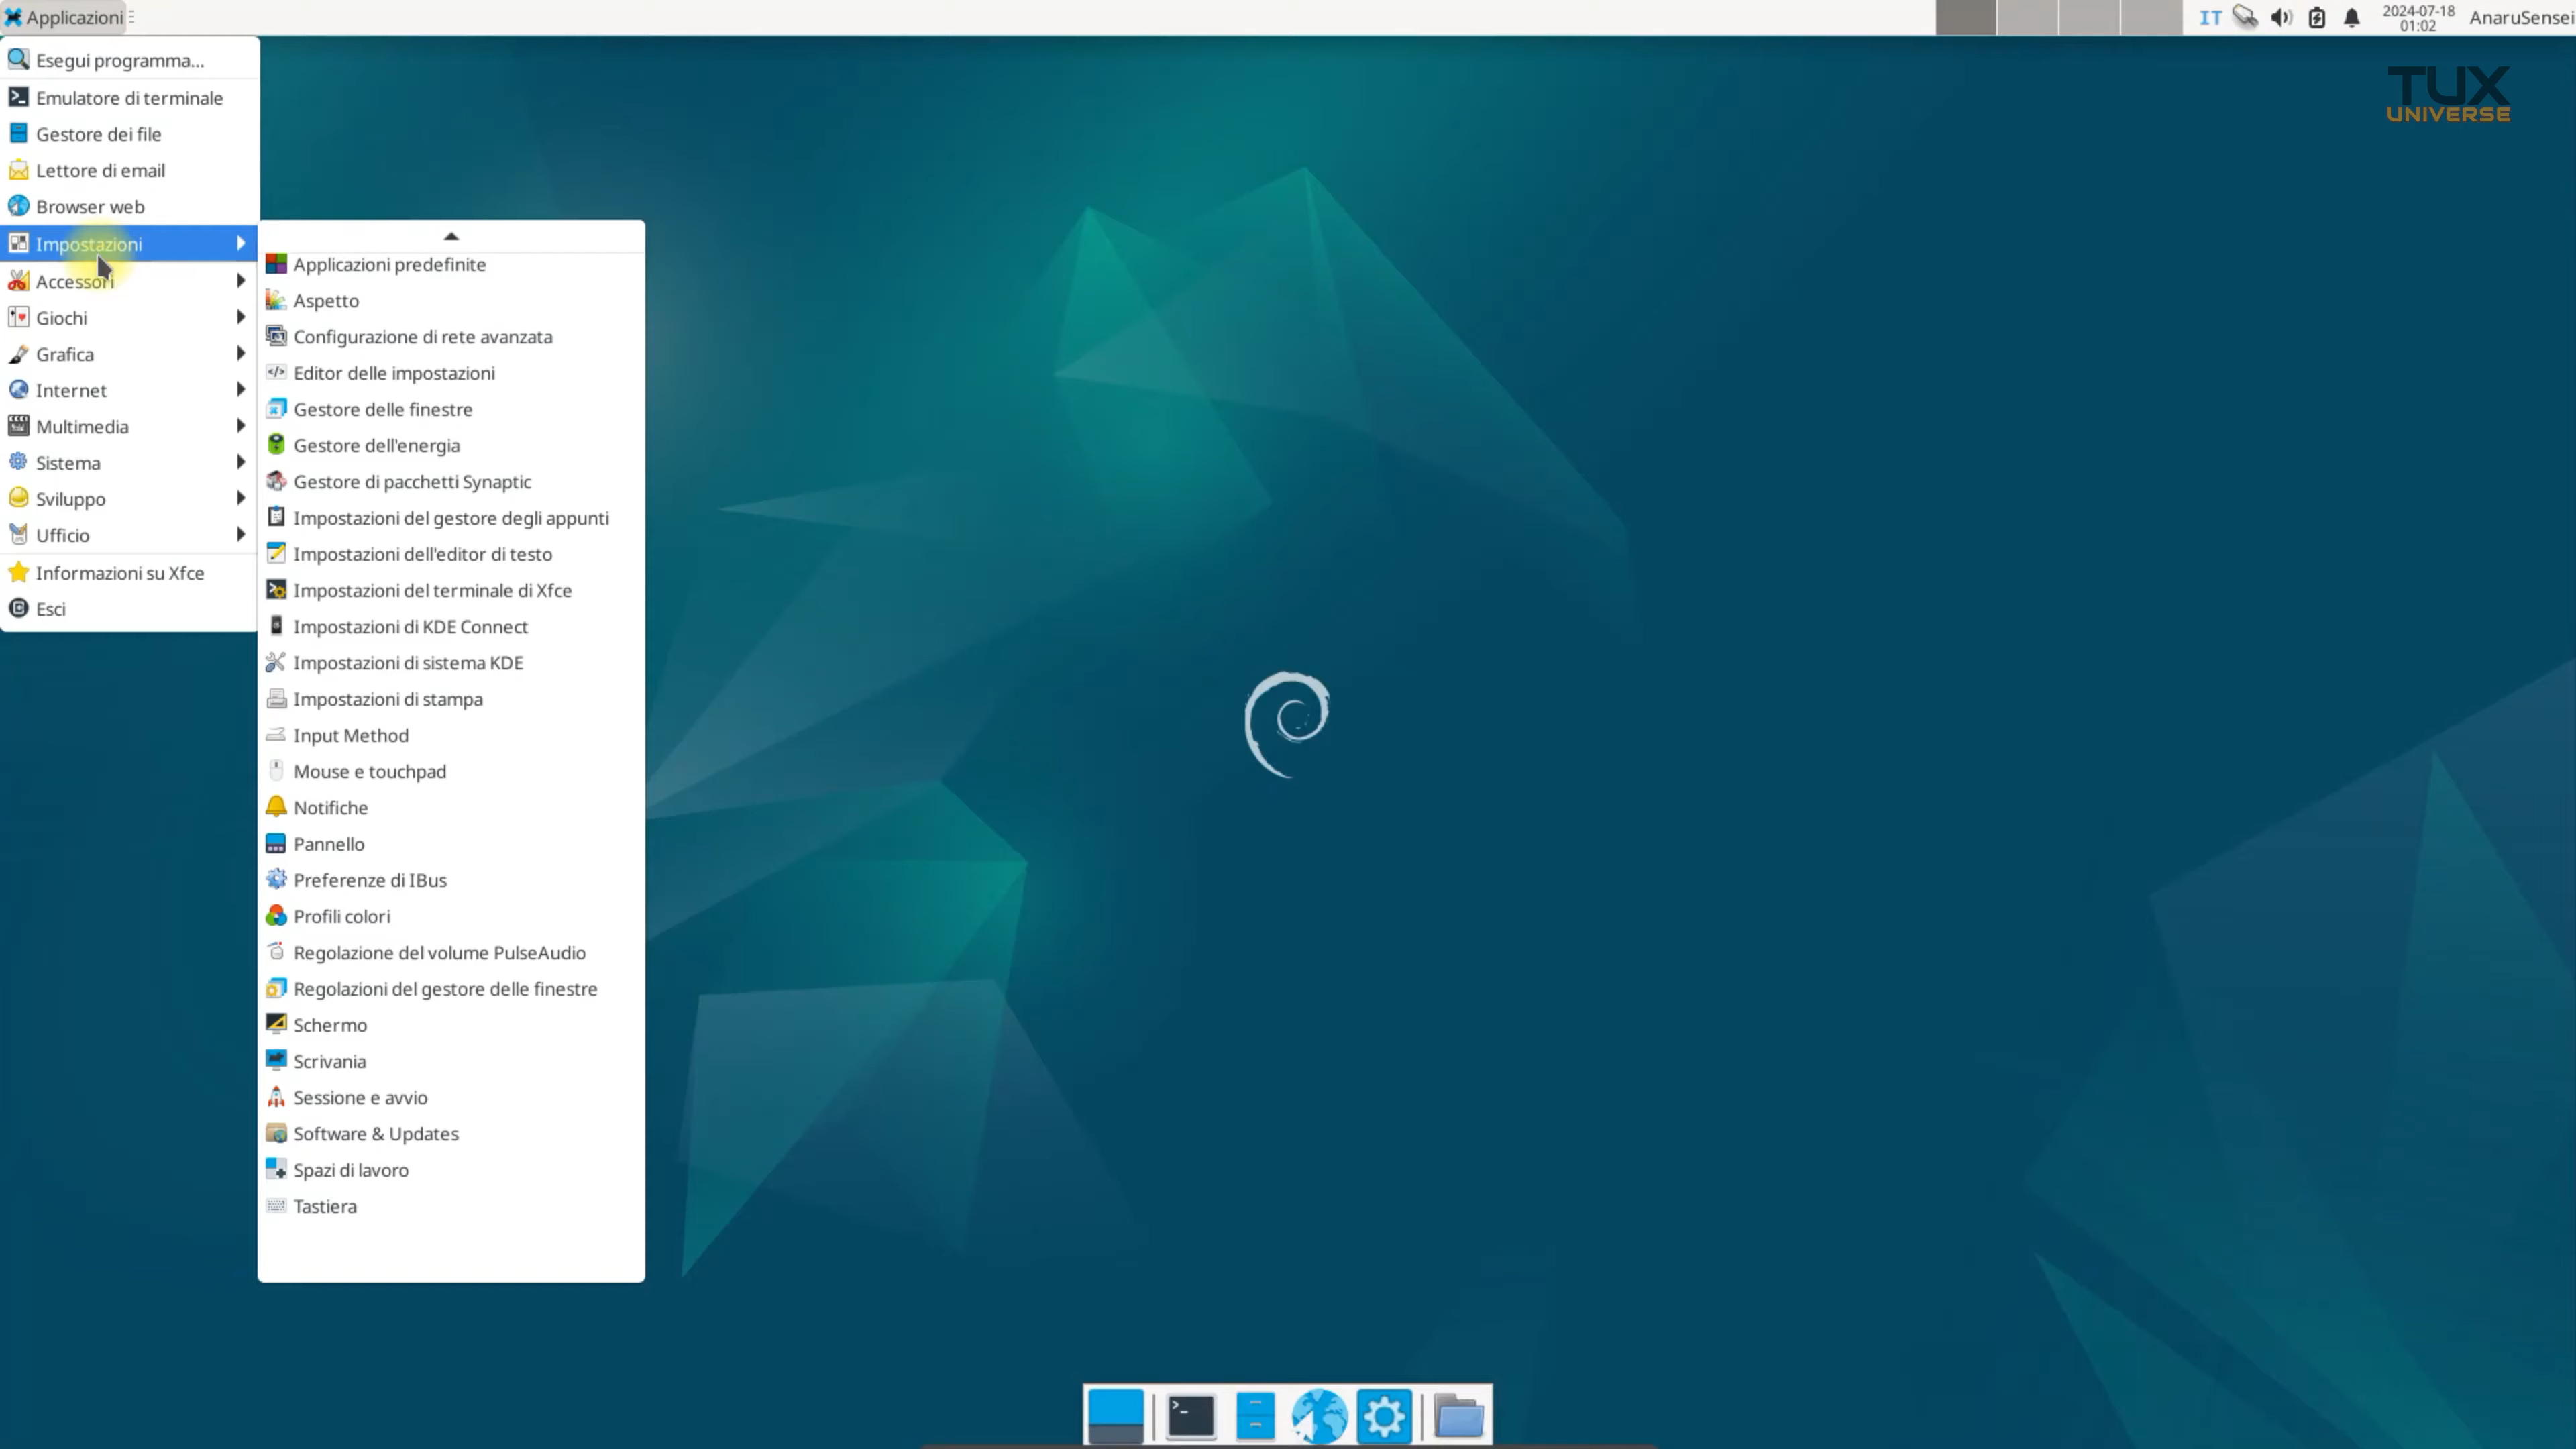 Applicazioni
IT
2024-07-18
01:02
AnaruSensei
TUX
UNIVERSE
Esegui programma...
Emulatore di terminale
Gestore dei file
Lettore di email
Browser web
Impostazioni
Accessori
Giochi
Grafica
Internet
Multimedia
Sistema
Sviluppo
Ufficio
Informazioni su Xfce
Esci
Applicazioni predefinite
Aspetto
Configurazione di rete avanzata
Editor delle impostazioni
Gestore delle finestre
Gestore dell'energia
Gestore di pacchetti Synaptic
Impostazioni del gestore degli appunti
Impostazioni dell'editor di testo
Impostazioni del terminale di Xfce
Impostazioni di KDE Connect
Impostazioni di sistema KDE
Impostazioni di stampa
Input Method
Mouse e touchpad
Notifiche
Pannello
Preferenze di IBus
Profili colori
Regolazione del volume PulseAudio
Regolazioni del gestore delle finestre
Schermo
Scrivania
Sessione e avvio
Software & Updates
Spazi di lavoro
Tastiera